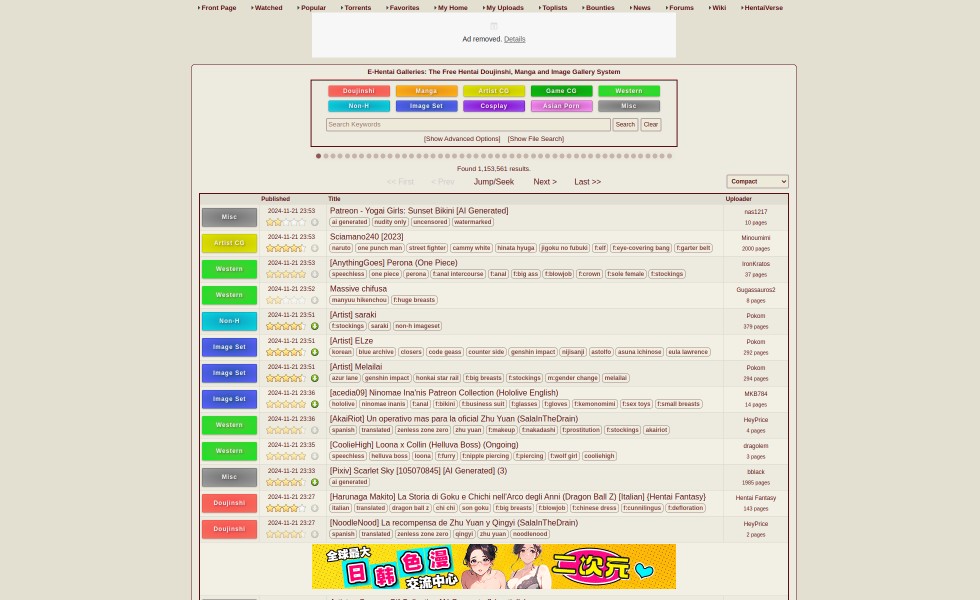 Front Page Watched Popular Torrents Favorites My Home My Uploads Toplists Bounties News Forums Wiki HentaiVerse
Ad removed. Details
E-Hentai Galleries: The Free Hentai Doujinshi, Manga and Image Gallery System
Doujinshi Manga Artist CG Game CG Western
Non-H Image Set Cosplay Asian Porn Misc
Search Keywords Search Clear
[Show Advanced Options] [Show File Search]
Found 1,153,561 results.
<< First < Prev Jump/Seek Next > Last >> Compact
Published Title Uploader
Misc 2024-11-21 23:53 Patreon - Yogai Girls: Sunset Bikini [AI Generated] nas1217
ai generated nudity only uncensored watermarked 10 pages
Artist CG 2024-11-21 23:53 Sciamano240 [2023] Minoumimi
naruto one punch man street fighter cammy white hinata hyuga jigoku no fubuki f:elf f:eye-covering bang f:garter belt 2000 pages
Western 2024-11-21 23:53 [AnythingGoes] Perona (One Piece) IronKratos
speechless one piece perona f:anal intercourse f:anal f:big ass f:blowjob f:crown f:sole female f:stockings 37 pages
Western 2024-11-21 23:52 Massive chifusa Gugassauros2
manyuu hikenchou f:huge breasts 8 pages
Non-H 2024-11-21 23:51 [Artist] saraki Pokom
f:stockings saraki non-h imageset 379 pages
Image Set 2024-11-21 23:51 [Artist] ELze Pokom
korean blue archive closers code geass counter side genshin impact nijisanji astolfo asuna ichinose eula lawrence 292 pages
Image Set 2024-11-21 23:51 [Artist] Melailai Pokom
azur lane genshin impact honkai star rail f:big breasts f:stockings m:gender change melailai 294 pages
Image Set 2024-11-21 23:36 [acedia09] Ninomae Ina'nis Patreon Collection (Hololive English) MKB784
hololive ninomae inanis f:anal f:bikini f:business suit f:glasses f:gloves f:kemonomimi f:sex toys f:small breasts 14 pages
Western 2024-11-21 23:36 [AkaiRiot] Un operativo mas para la oficial Zhu Yuan (SalaInTheDrain) HeyPrice
spanish translated zenless zone zero zhu yuan f:makeup f:nakadashi f:prostitution f:stockings akairiot 4 pages
Western 2024-11-21 23:35 [CoolieHigh] Loona x Collin (Helluva Boss) (Ongoing) dragolem
speechless helluva boss loona f:furry f:nipple piercing f:piercing f:wolf girl cooliehigh 3 pages
Misc 2024-11-21 23:33 [Pixiv] Scarlet Sky [105070845] [AI Generated] (3) bblack
ai generated 1985 pages
Doujinshi 2024-11-21 23:27 [Harunaga Makito] La Storia di Goku e Chichi nell'Arco degli Anni (Dragon Ball Z) [Italian] {Hentai Fantasy} Hentai Fantasy
italian translated dragon ball z chi chi son goku f:big breasts f:blowjob f:chinese dress f:cunnilingus f:defloration 143 pages
Doujinshi 2024-11-21 23:27 [NoodleNood] La recompensa de Zhu Yuan y Qingyi (SalaInTheDrain) HeyPrice
spanish translated zenless zone zero qingyi zhu yuan noodlenood 2 pages
全球最大
日韩色漫
交流中心
二次元